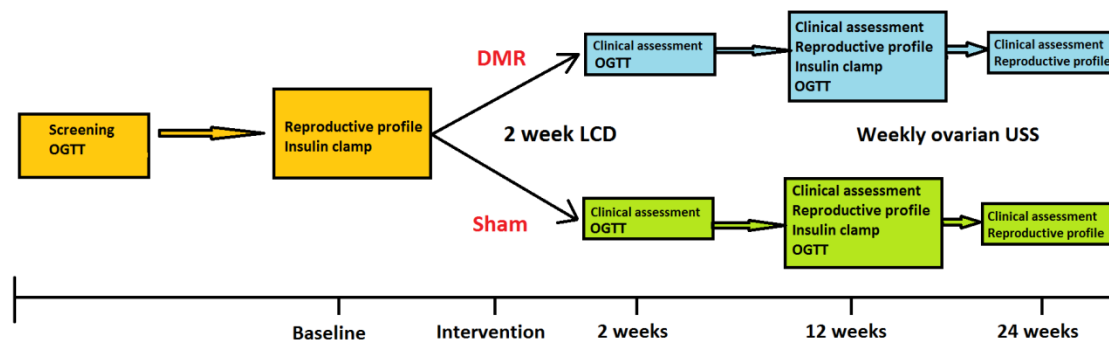 Screening
OGTT
Reproductive profile
Insulin clamp
DMR
Sham
2 week LCD
Clinical assessment
OGTT
Clinical assessment
Reproductive profile
Insulin clamp
OGTT
Clinical assessment
Reproductive profile
Weekly ovarian USS
Clinical assessment
OGTT
Clinical assessment
Reproductive profile
Insulin clamp
OGTT
Clinical assessment
Reproductive profile
Baseline
Intervention
2 weeks
12 weeks
24 weeks